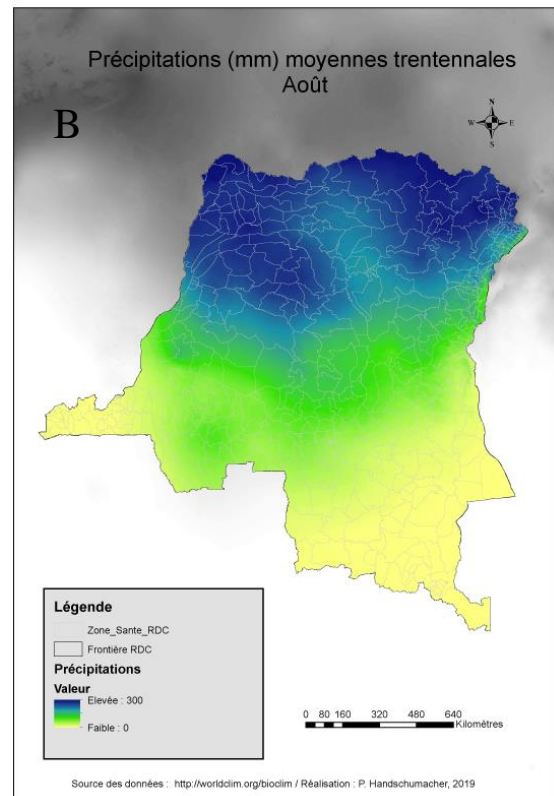 Précipitations (mm) moyennes trentennales
Août
B
N
W E
S
Légende
Zone_Sante_RDC
Frontière RDC
Précipitations
Valeur
Elevée : 300
Faible : 0
0 80 160 320 480 640
Kilomètres
Source des données : http://worldclim.org/bioclim / Réalisation : P. Handschumacher, 2019